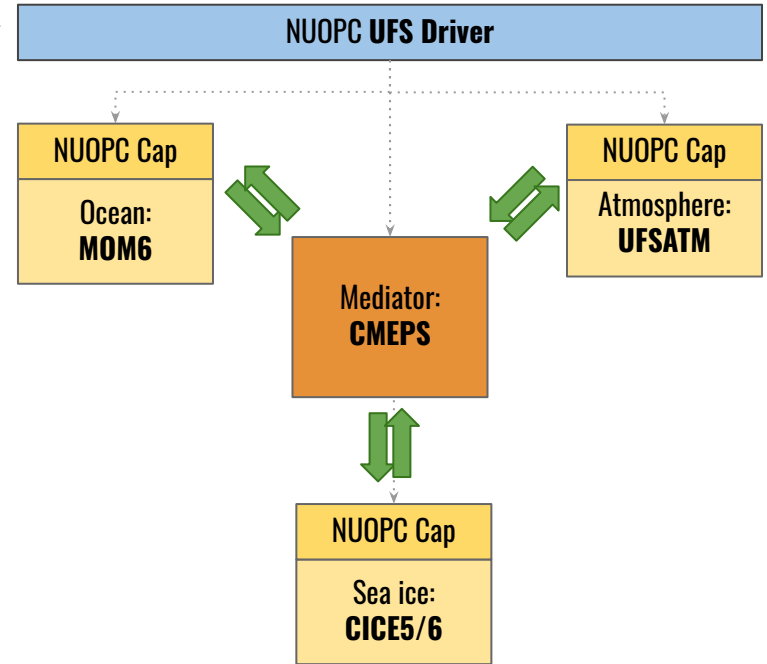 NUOPC UFS Driver
NUOPC Cap
Ocean:
MOM6
NUOPC Cap
Atmosphere:
UFSATM
Mediator:
CMEPS
NUOPC Cap
Sea ice:
CICE5/6